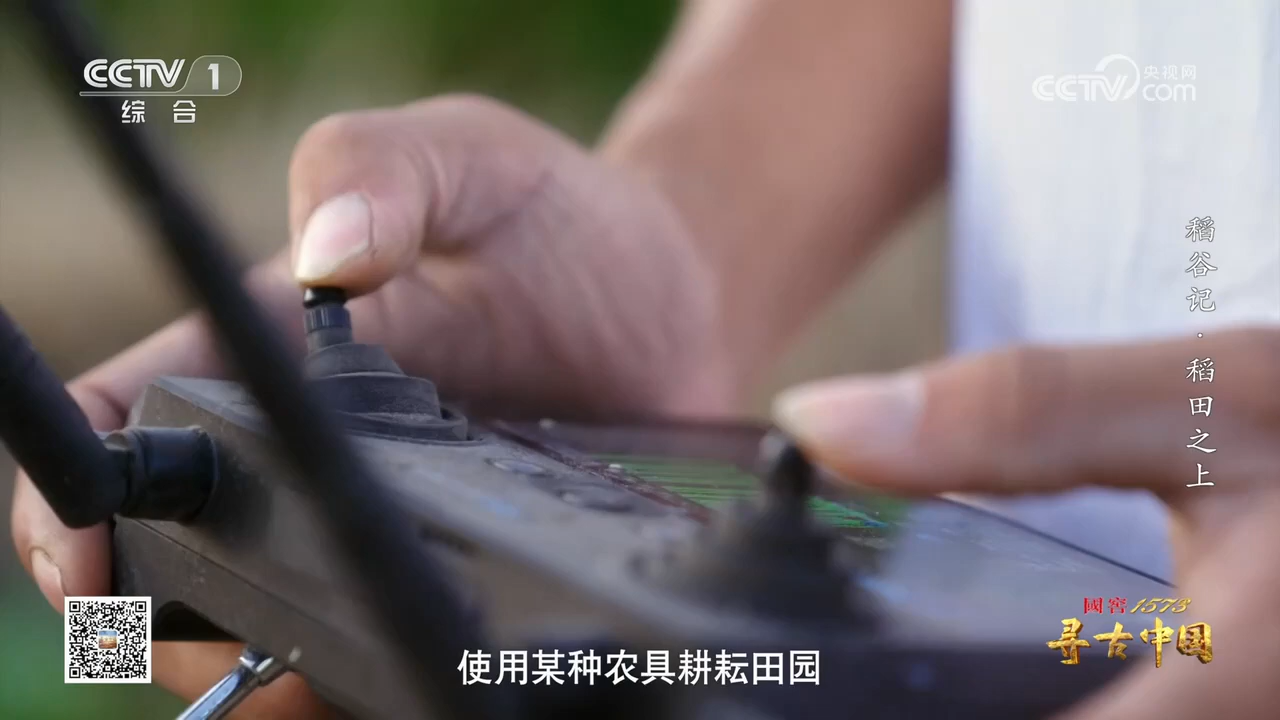 CCTV 1
综合
CCTV 央视网
com
稻谷记·稻田之上
國窖1573
寻古中国
使用某种农具耕耘田园